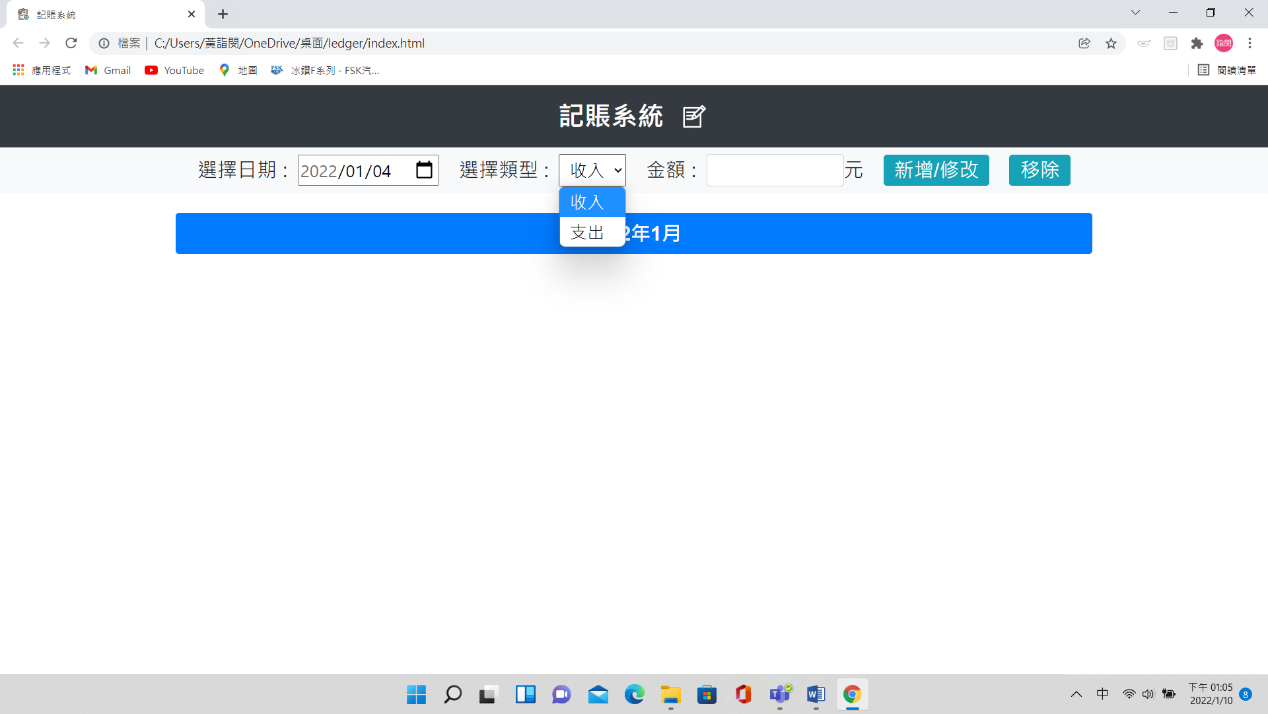 記賬系統
檔案 | C:/Users/黃詣閔/OneDrive/桌面/ledger/index.html
詣閔
應用程式 Gmail YouTube 地圖 冰鑽F系列 - FSK汽... 閱讀清單
記賬系統
選擇日期： 2022/01/04 選擇類型： 收入 金額： 元 新增/修改 移除
收入
支出
2年1月
中 下午 01:05
2022/1/10 8